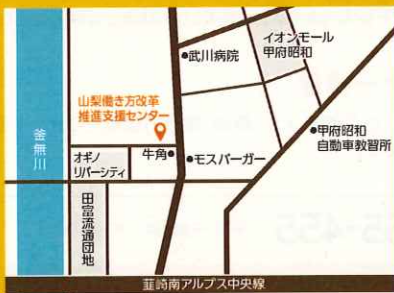 イオンモール
甲府昭和
●武川病院
山梨働き方改革
推進支援センター
●甲府昭和
自動車教習所
釜無川
オギノ
リバーシティ
牛角●
●モスバーガー
田富流通団地
5-455
韮崎南アルプス中央線